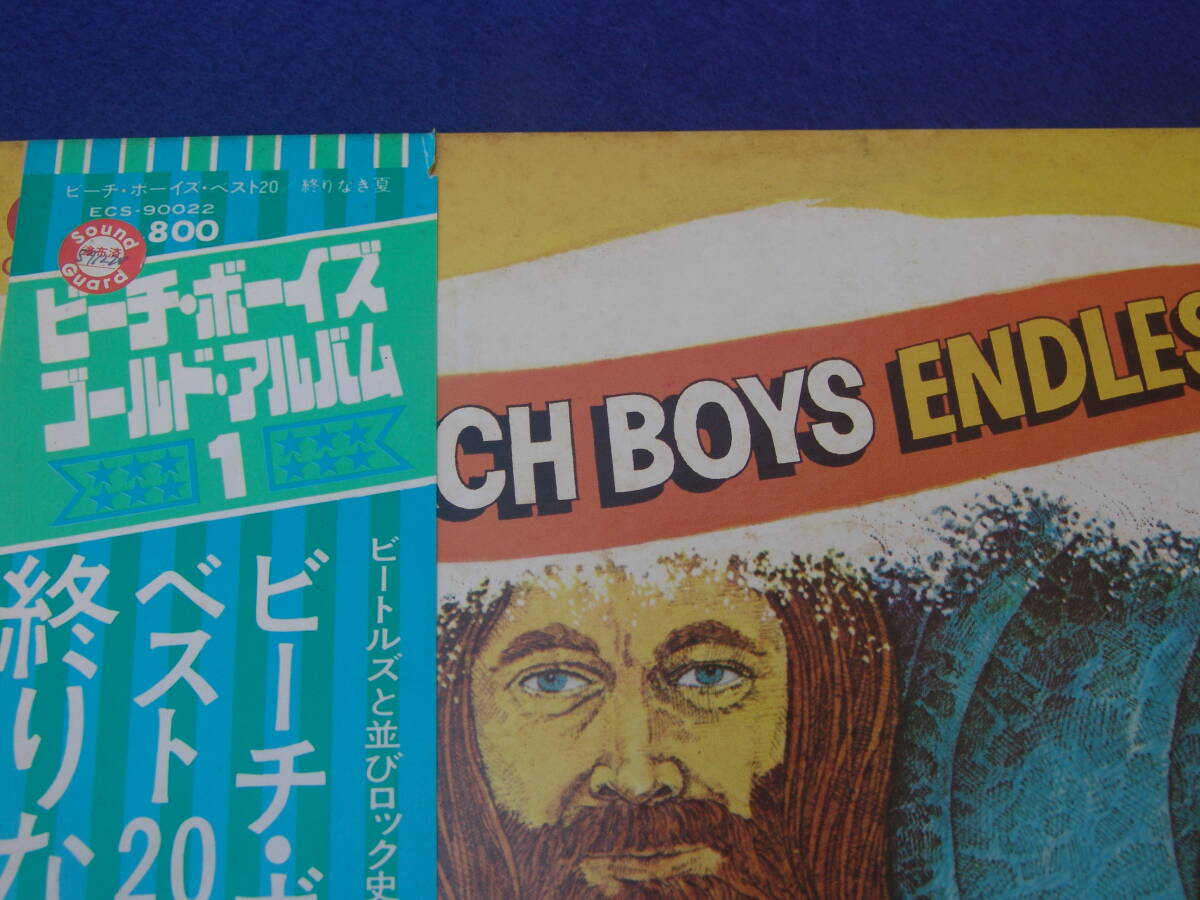 ビーチ・ボーイズ・ベスト20/終りなき夏
ECS-90022
800
Sound
Guard
ビーチ・ボーイズ
ゴールド・アルバム
1
ビートルズと並びロック史
ビーチ・ボ
ベスト20
終りな
CH BOYS ENDLES